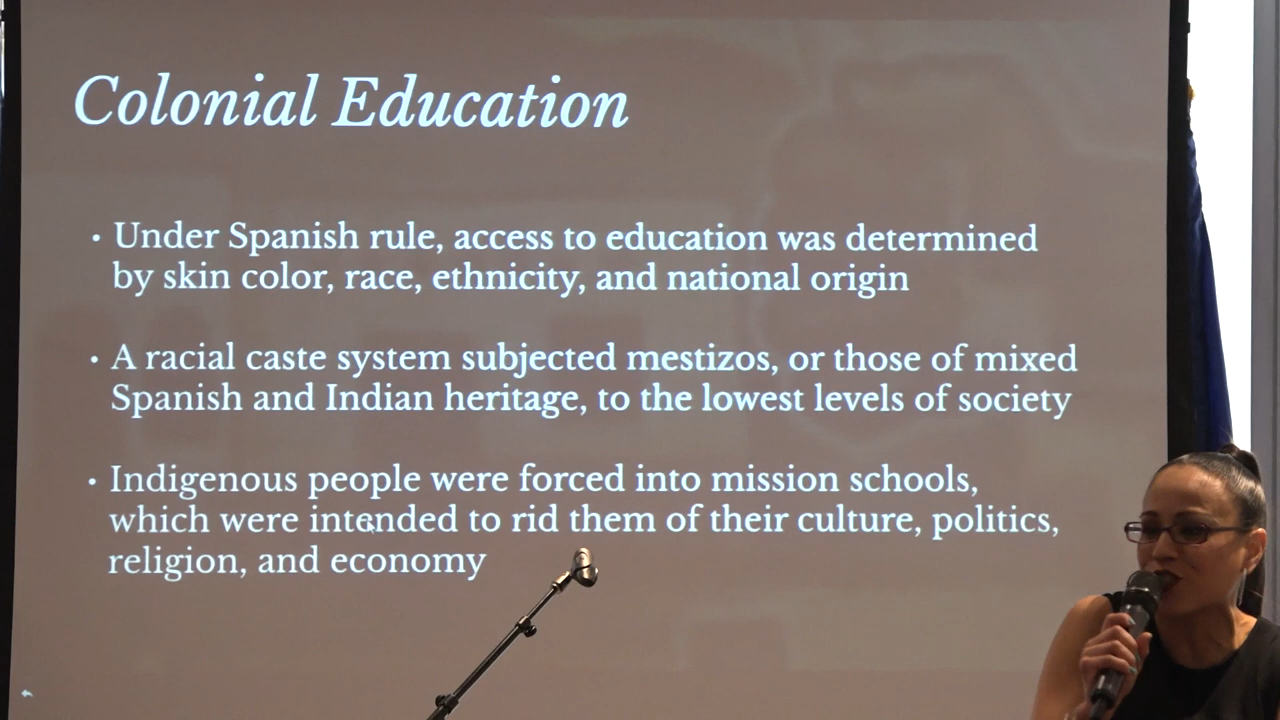 Colonial Education
• Under Spanish rule, access to education was determined
by skin color, race, ethnicity, and national origin
• A racial caste system subjected mestizos, or those of mixed
Spanish and Indian heritage, to the lowest levels of society
• Indigenous people were forced into mission schools,
which were intended to rid them of their culture, politics,
religion, and economy